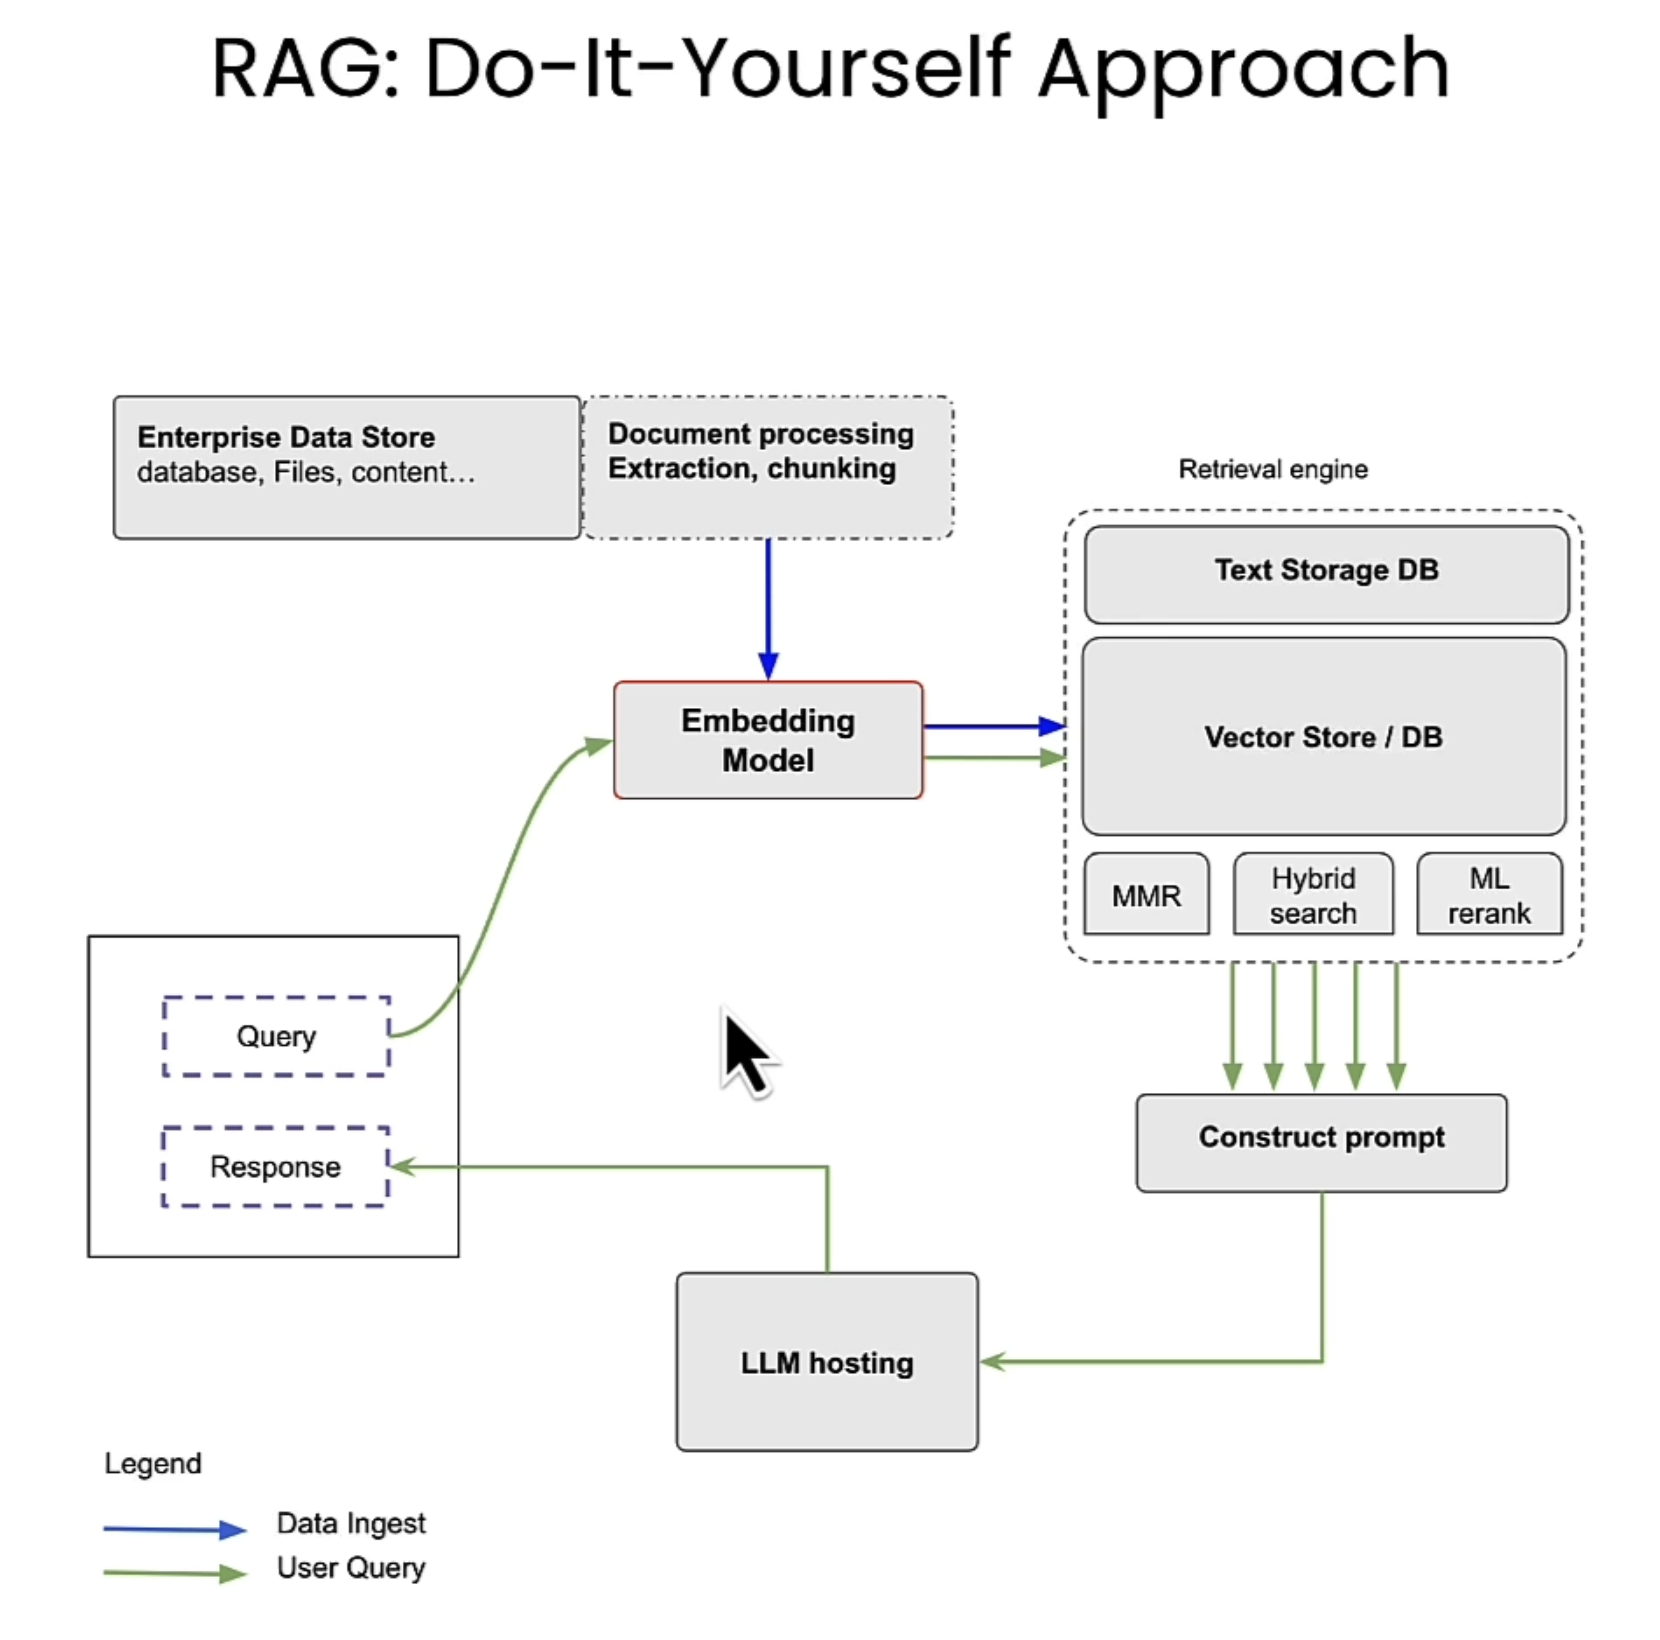 RAG: Do-It-Yourself Approach
Enterprise Data Store
database, Files, content...
Document processing
Extraction, chunking
Retrieval engine
Text Storage DB
Embedding
Model
Vector Store / DB
MMR
Hybrid
search
ML
rerank
Query
Response
Construct prompt
LLM hosting
Legend
Data Ingest
User Query